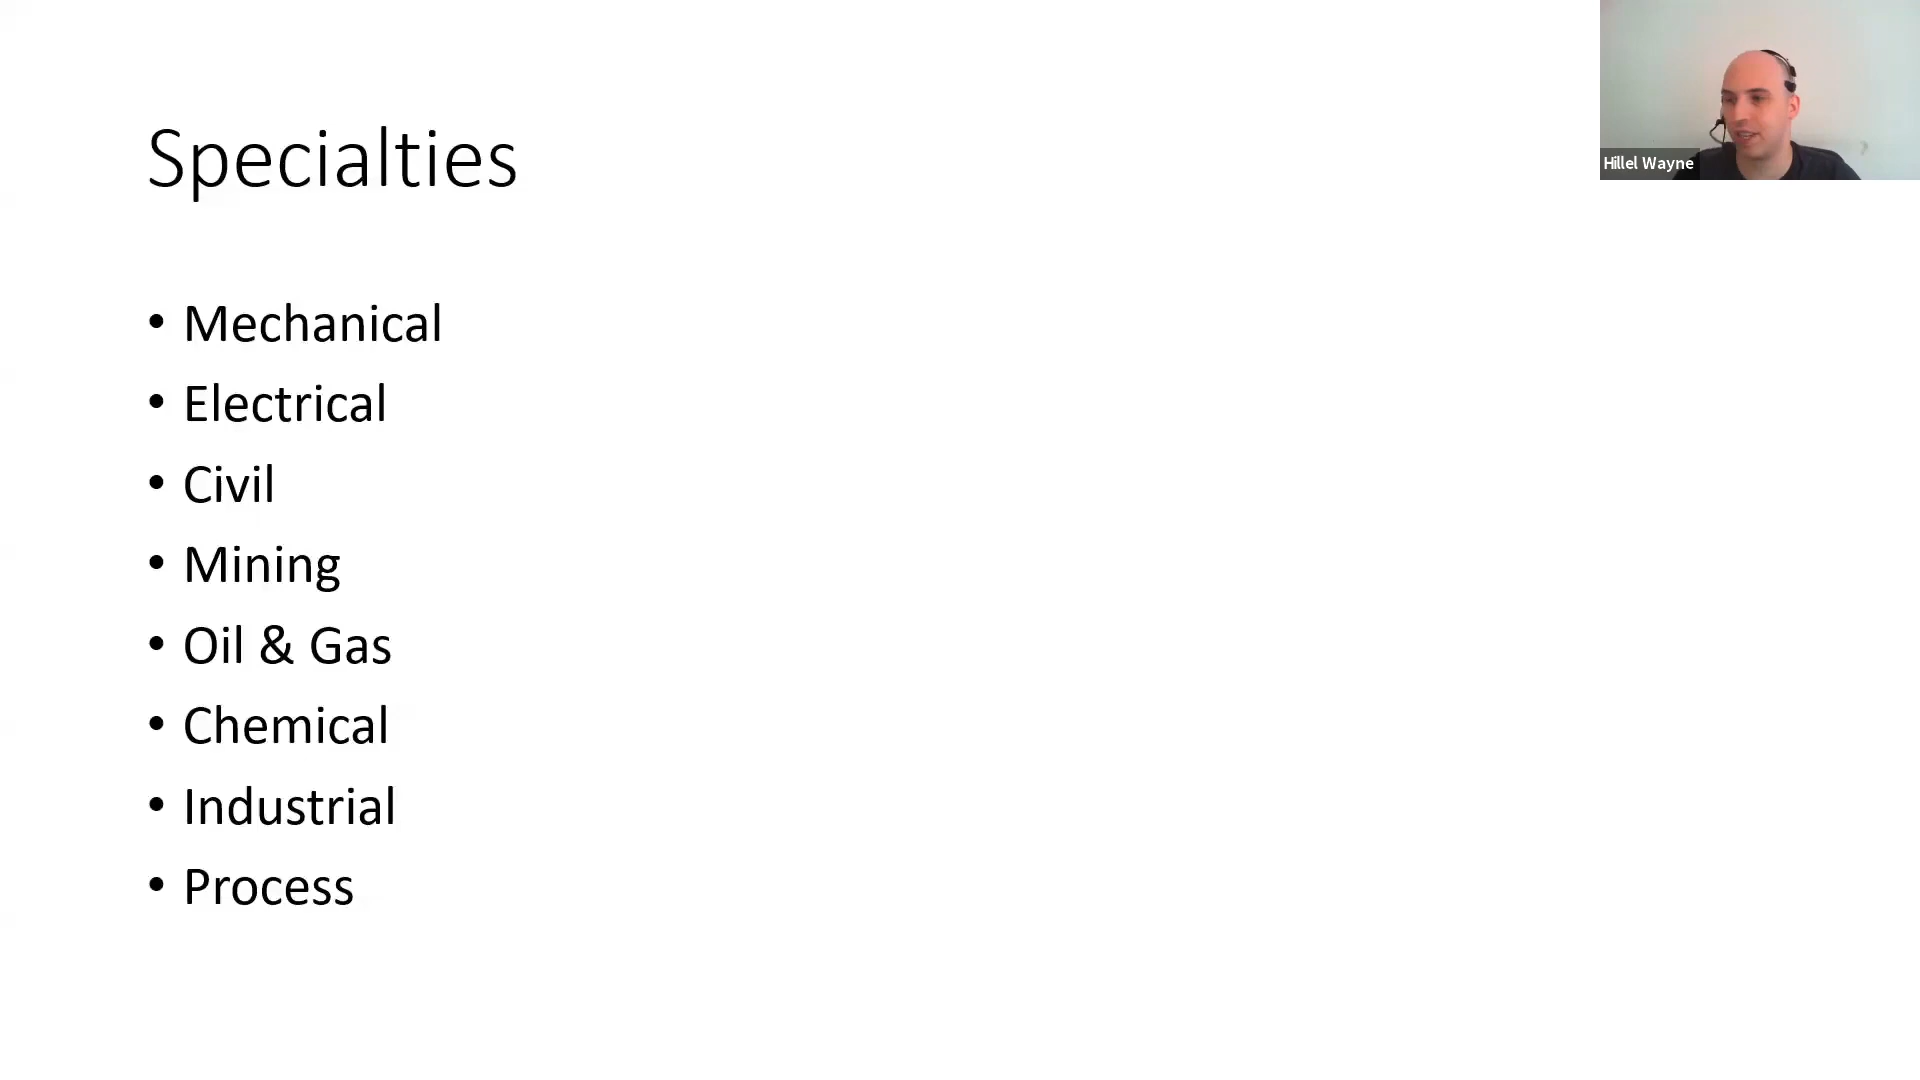 Specialties
• Mechanical
• Electrical
• Civil
• Mining
• Oil & Gas
• Chemical
• Industrial
• Process
Hillel Wayne